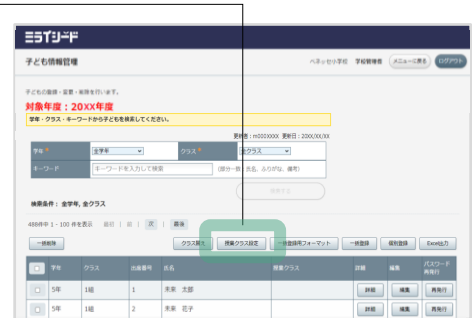 ミライシード
子ども情報管理 ベネッセ小学校 学校管理者 メニューに戻る ログアウト
子どもの登録・変更・削除を行います。
対象年度：20XX年度
学年・クラス・キーワードから子どもを検索してください。
更新者：m000XXXX 更新日：20XX/XX/XX
学年 * 全学年 クラス * 全クラス
キーワード キーワードを入力して検索 (部分一致：氏名、ふりがな、備考)
検索する
検索条件： 全学年, 全クラス
488件中 1 - 100 件を表示 最初 | 前 | 次 | 最後
一括削除 クラス替え 授業クラス設定 一括登録用フォーマット 一括登録 個別登録 Excel出力
学年 クラス 出席番号 氏名 授業クラス 詳細 編集 パスワード
再発行
5年 1組 1 未来 太郎 詳細 編集 再発行
5年 1組 2 未来 花子 詳細 編集 再発行